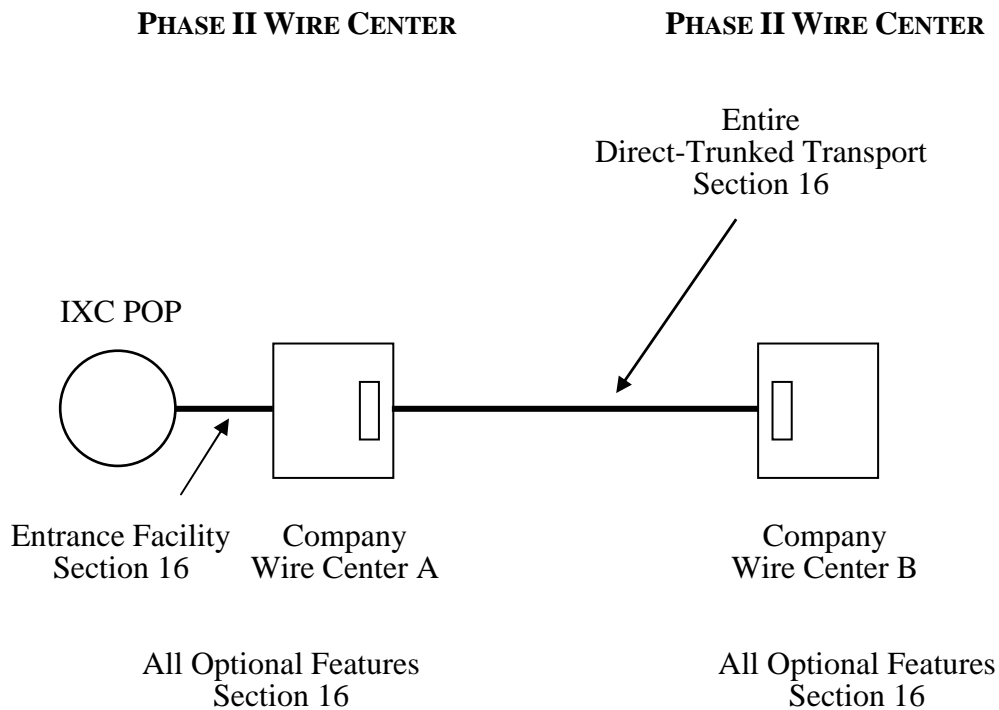 PHASE II WIRE CENTER
PHASE II WIRE CENTER
Entire
Direct-Trunked Transport
Section 16
IXC POP
Entrance Facility
Section 16
Company
Wire Center A
Company
Wire Center B
All Optional Features
Section 16
All Optional Features
Section 16